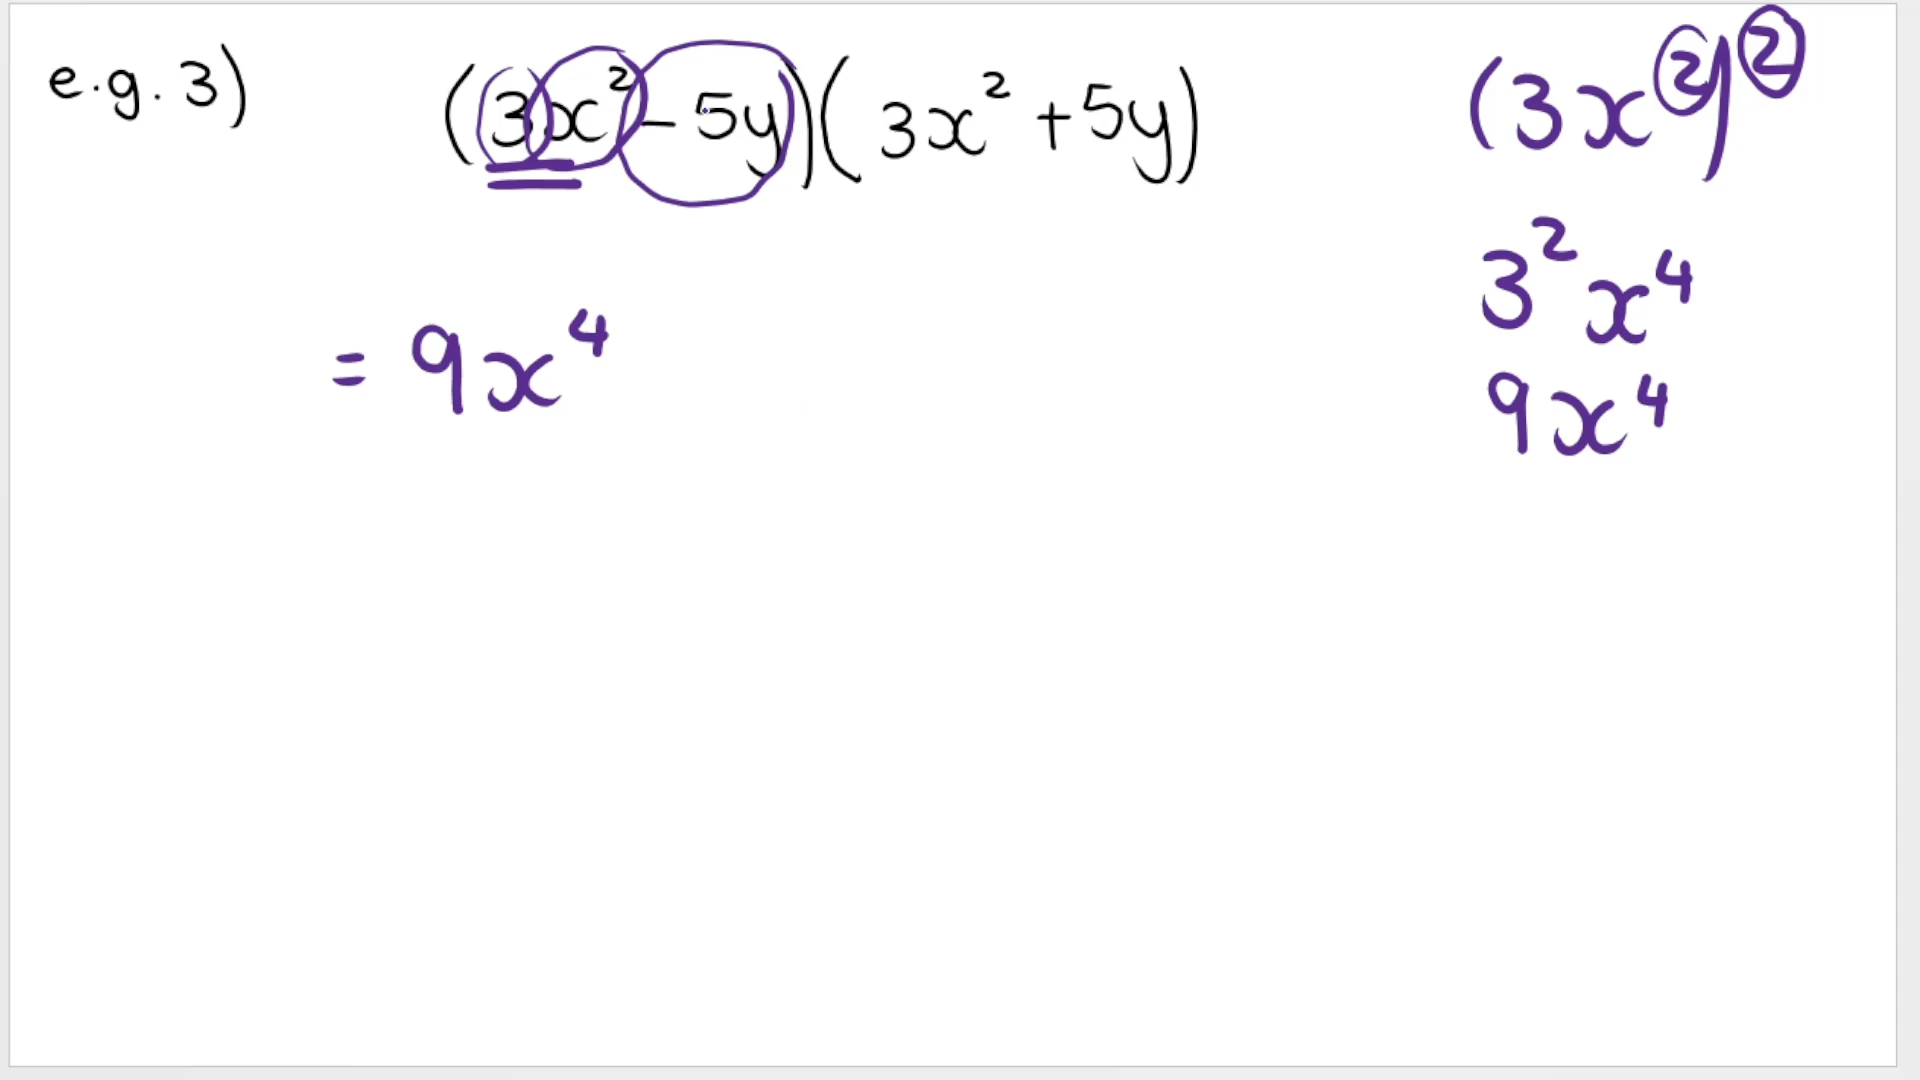 e.g. 3) (3x² - 5y)(3x² + 5y)
= 9x⁴
(3x²)²
3²x⁴
9x⁴